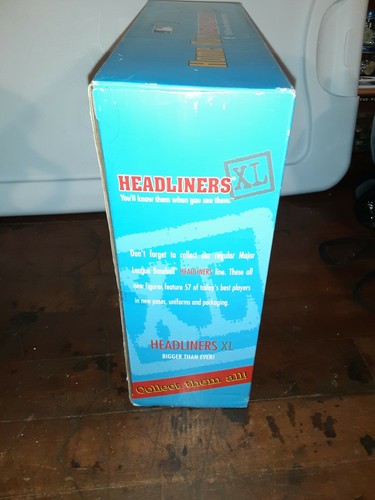 HEADLINERS XL
You'll know them when you see them.
Don't forget to collect our regular Major
League Baseball HEADLINERS line. These all
new figures feature 57 of today's best players
in new poses, uniforms and packaging.
HEADLINERS XL
BIGGER THAN EVER!
Collect them all!